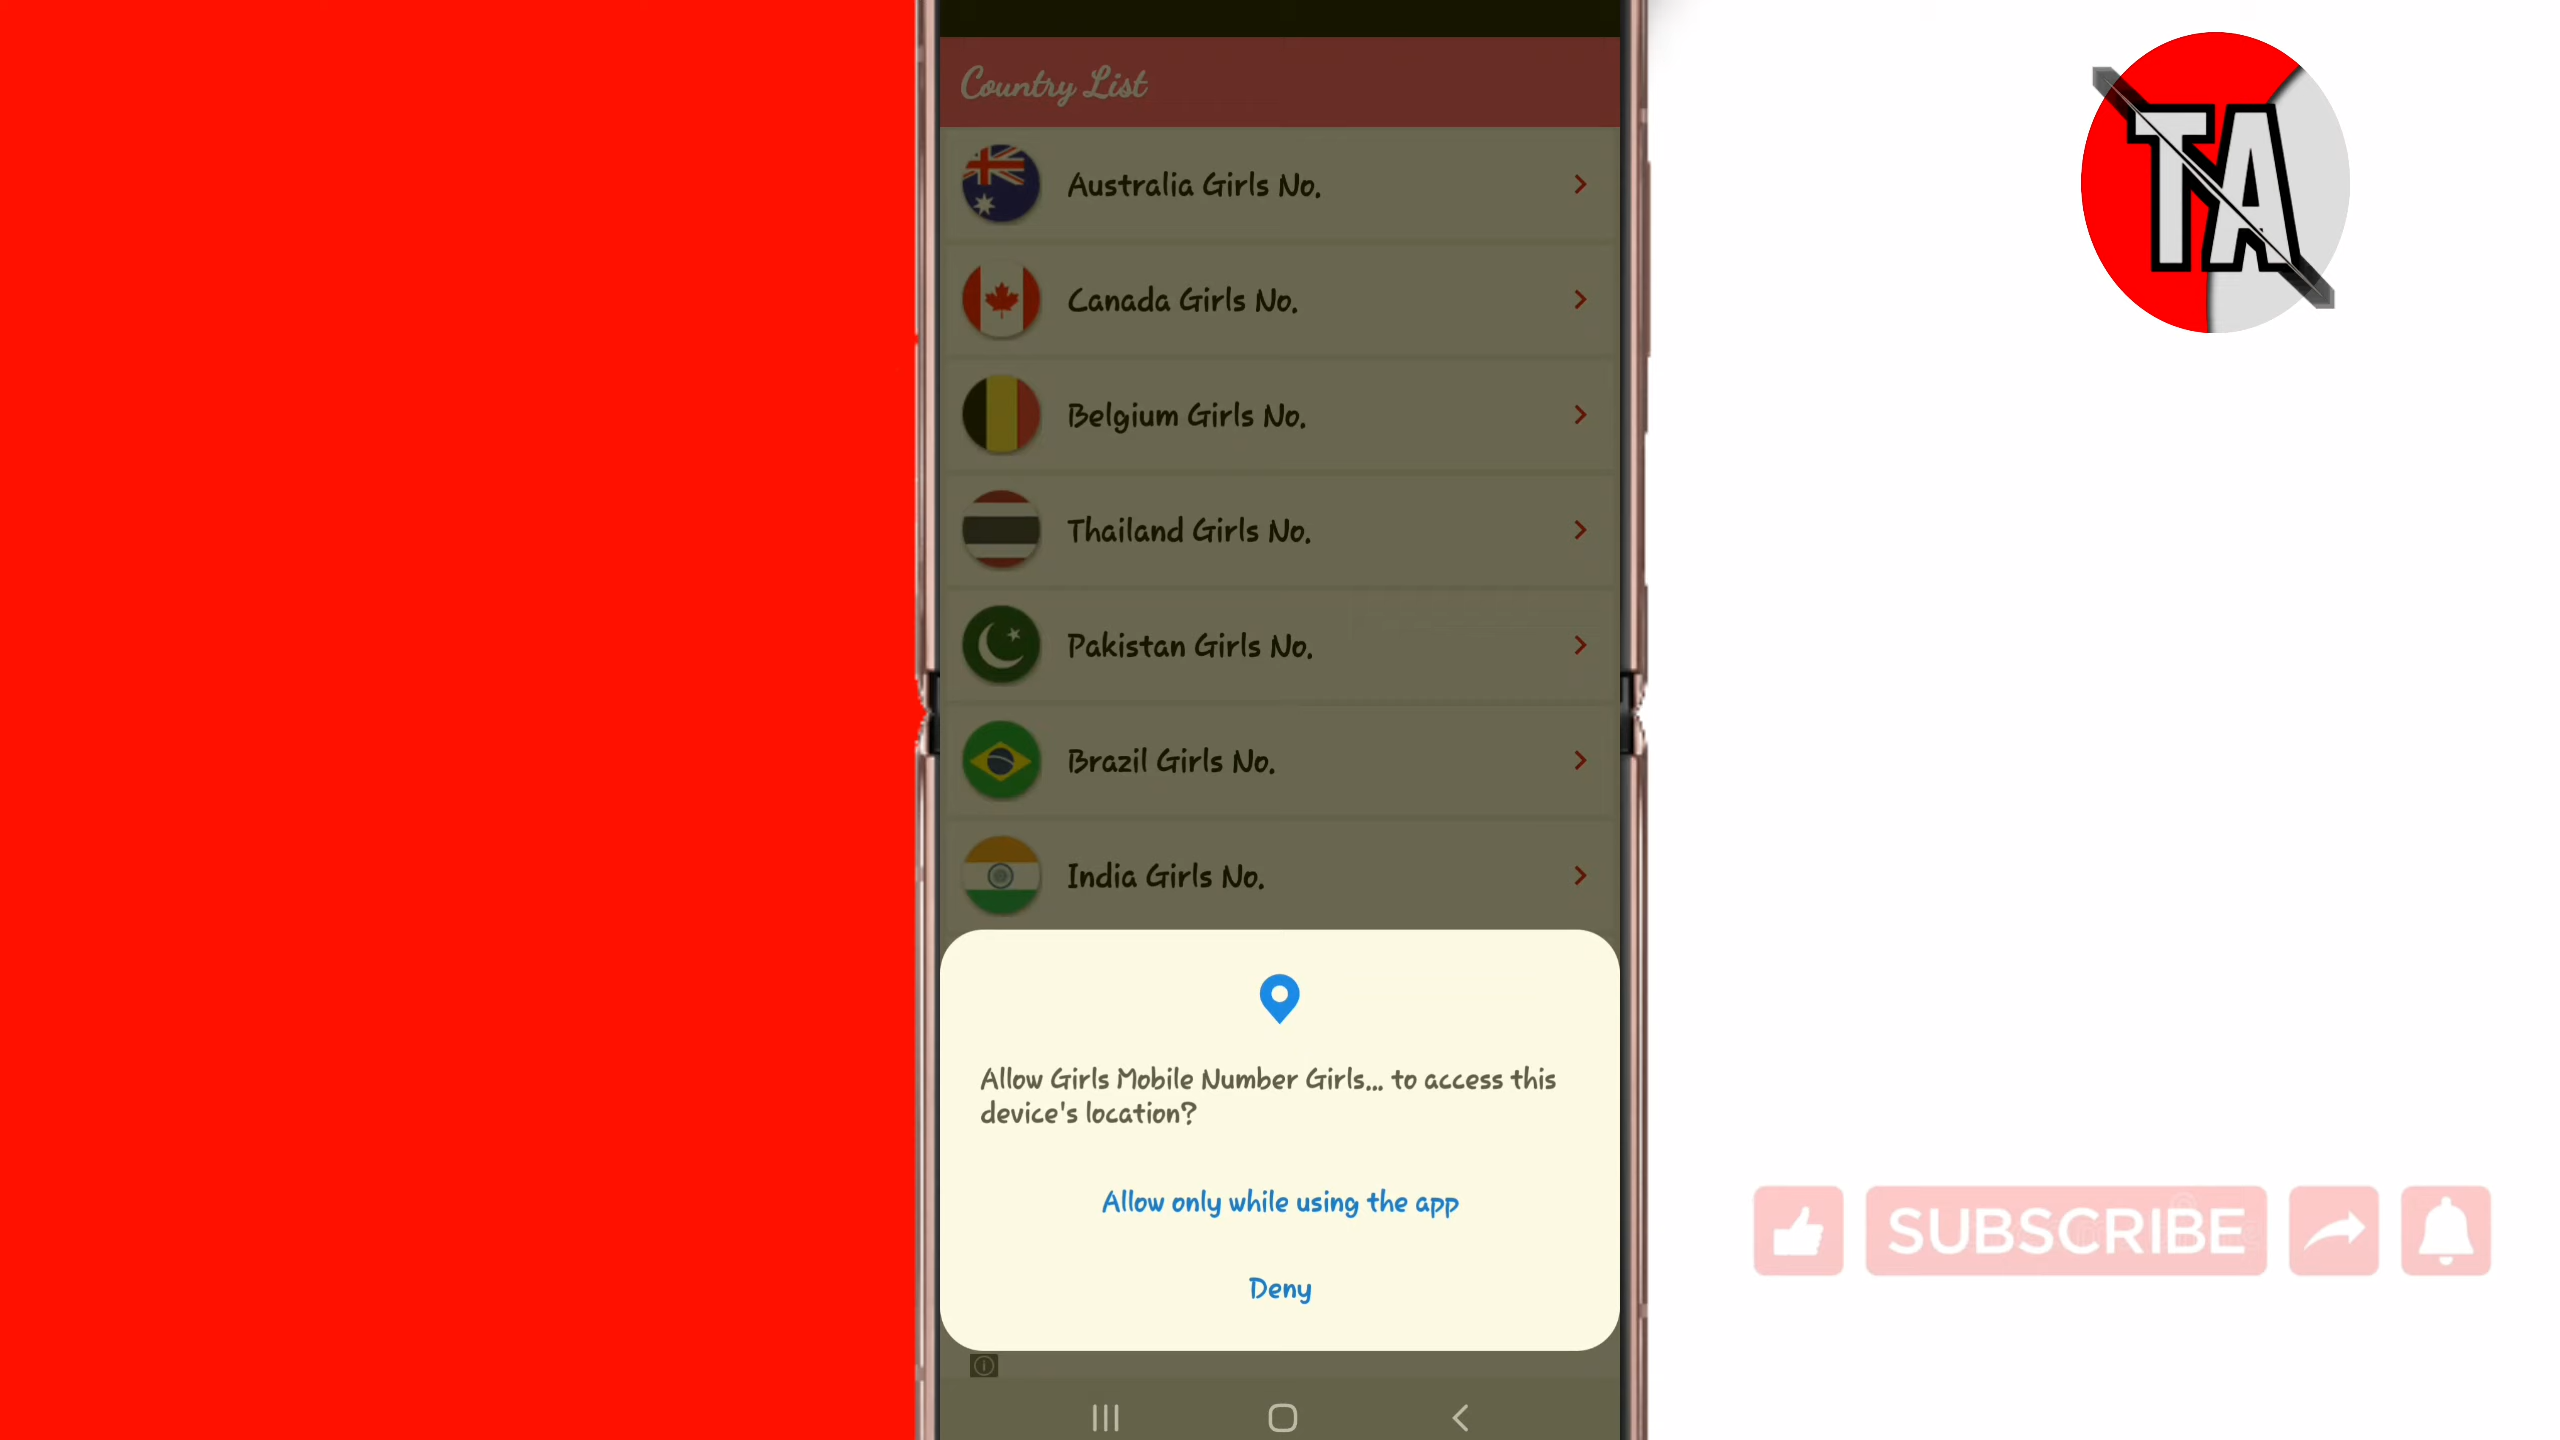 Country List
Australia Girls No.
Canada Girls No.
Belgium Girls No.
Thailand Girls No.
Pakistan Girls No.
Brazil Girls No.
India Girls No.
Allow Girls Mobile Number Girls... to access this
device's location?
Allow only while using the app
Deny
TA
SUBSCRIBE